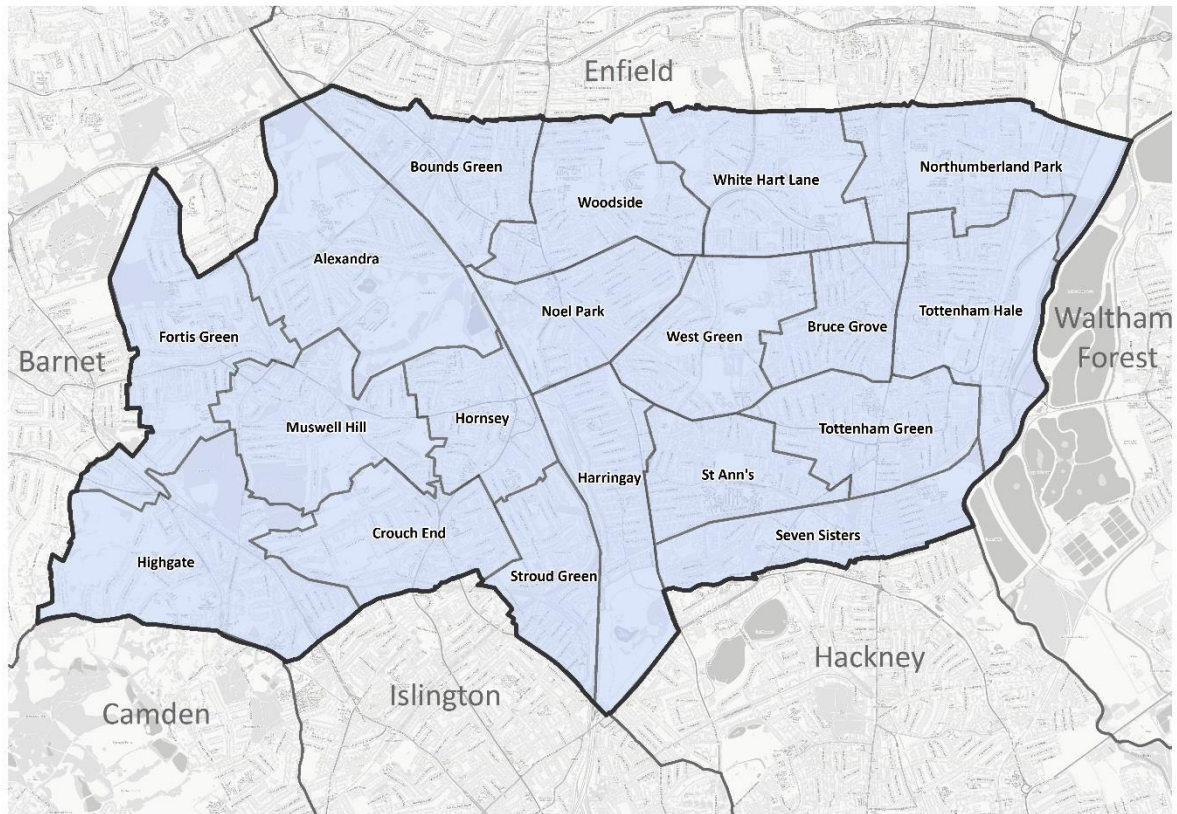 Enfield
Bounds Green
Northumberland Park
White Hart Lane
Woodside
Alexandra
Noel Park
Tottenham Hale
Waltham
Forest
Bruce Grove
Fortis Green
West Green
Barnet
Hornsey
Muswell Hill
Tottenham Green
St Ann's
Harringay
Crouch End
Seven Sisters
Highgate
Stroud Green
Hackney
Islington
Camden